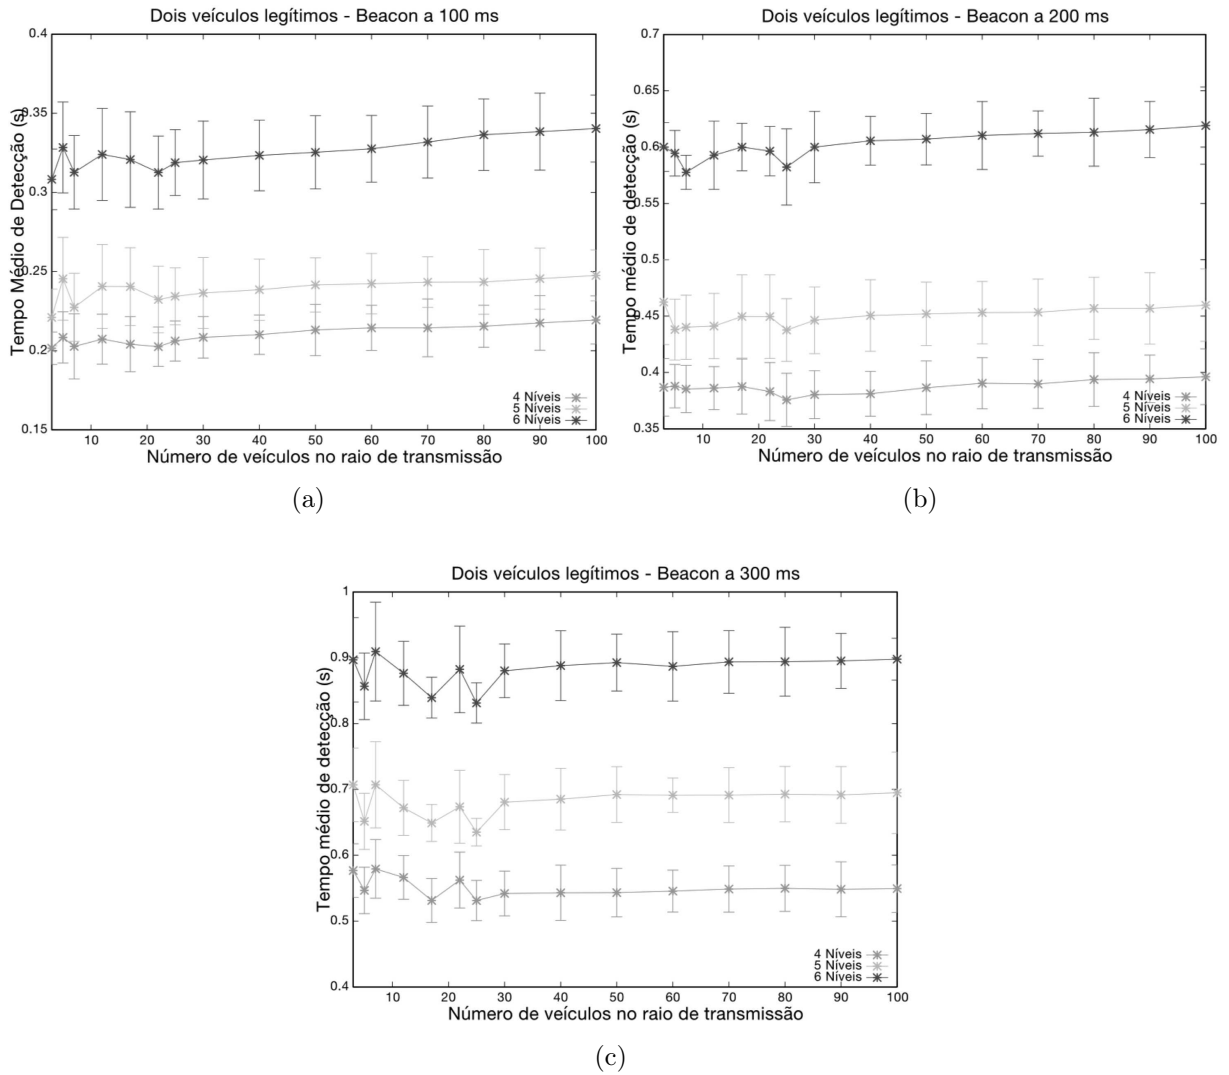 Dois veículos legítimos - Beacon a 100 ms
0.4
0.35
0.3
0.25
0.2
0.15
Tempo Médio de Detecção (s)
4 Níveis
5 Níveis
6 Níveis
10 20 30 40 50 60 70 80 90 100
Número de veículos no raio de transmissão
(a)
Dois veículos legítimos - Beacon a 200 ms
0.7
0.65
0.6
0.55
0.5
0.45
0.4
0.35
Tempo médio de detecção (s)
4 Níveis
5 Níveis
6 Níveis
10 20 30 40 50 60 70 80 90 100
Número de veículos no raio de transmissão
(b)
Dois veículos legítimos - Beacon a 300 ms
1
0.9
0.8
0.7
0.6
0.5
0.4
Tempo médio de detecção (s)
4 Níveis
5 Níveis
6 Níveis
10 20 30 40 50 60 70 80 90 100
Número de veículos no raio de transmissão
(c)